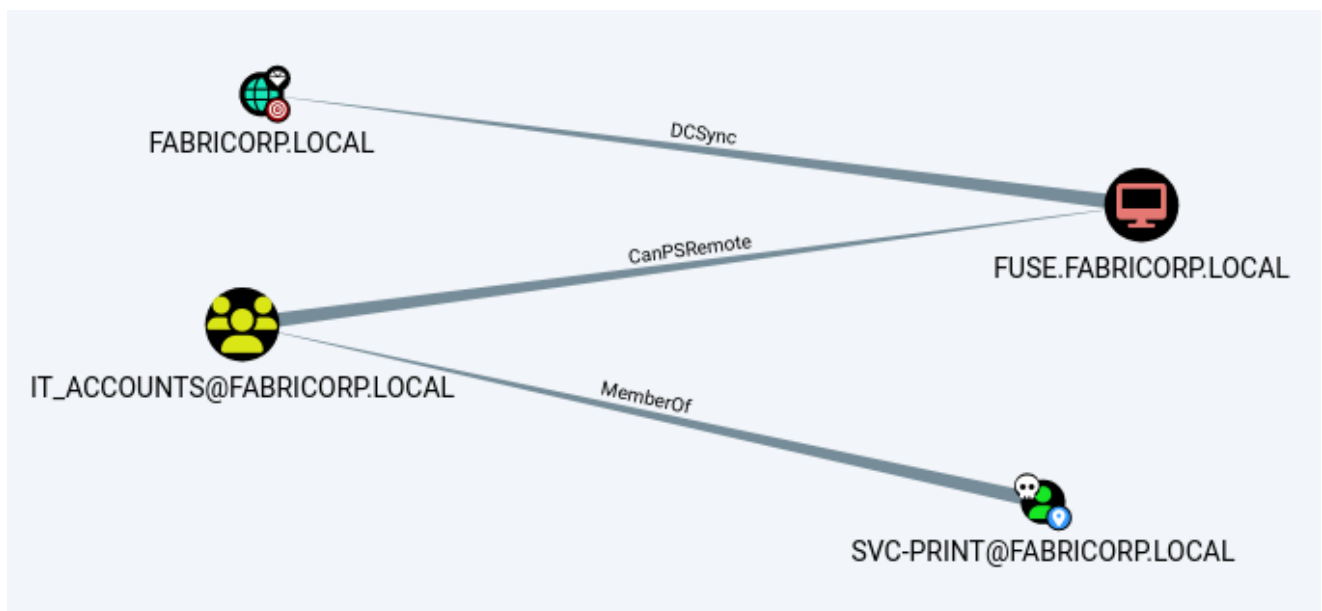 DCSync
FABRICORP.LOCAL
CanPSRemote
FUSE.FABRICORP.LOCAL
IT_ACCOUNTS@FABRICORP.LOCAL
MemberOf
SVC-PRINT@FABRICORP.LOCAL